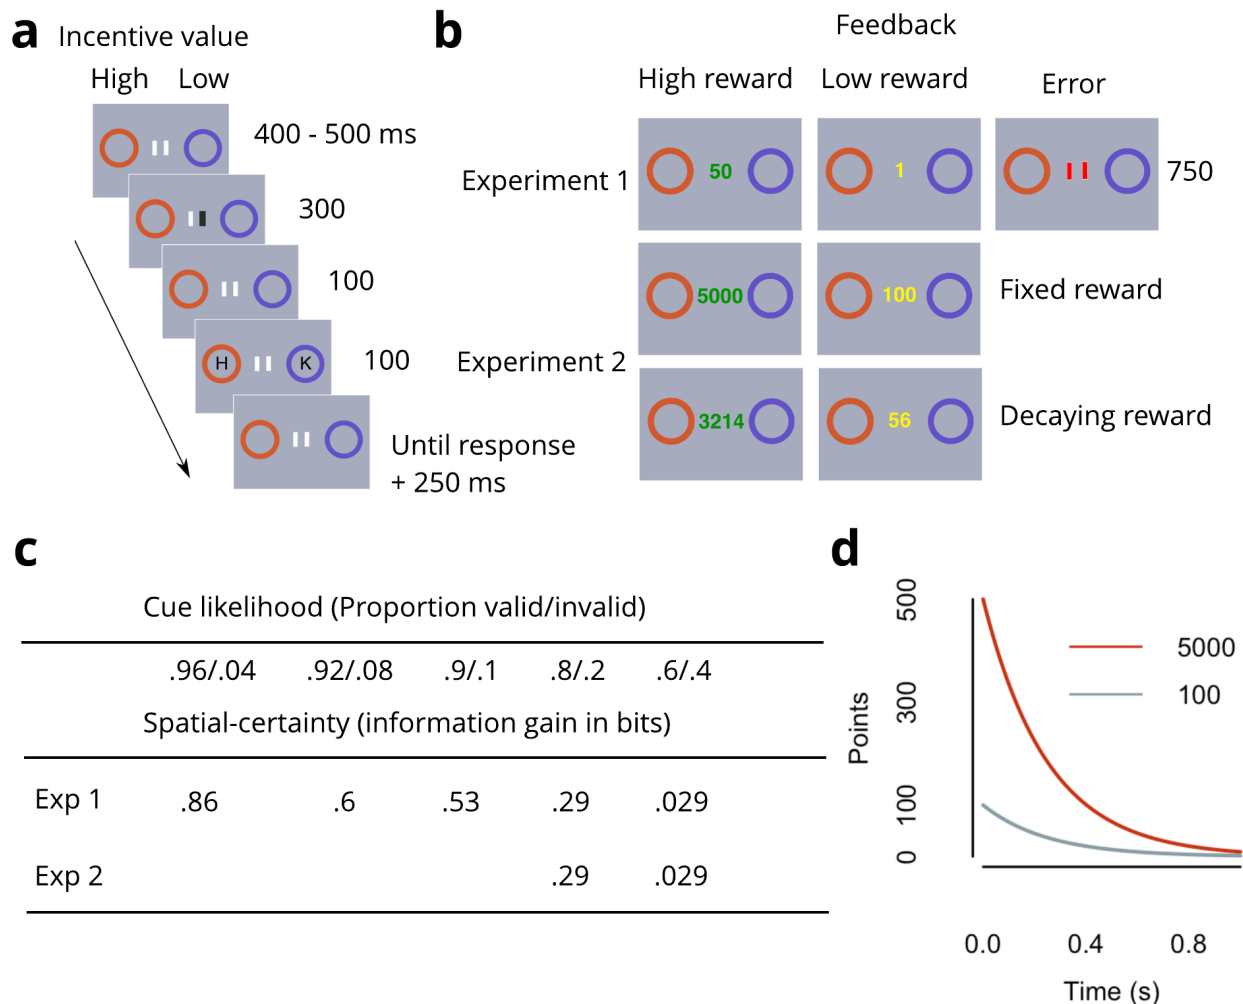 a
Incentive value
High Low
400 - 500 ms
300
100
H K
100
Until response
+ 250 ms
b
Feedback
High reward Low reward Error
Experiment 1
50 1 750
5000 100 Fixed reward
Experiment 2
3214 56 Decaying reward
c
Cue likelihood (Proportion valid/invalid)
.96/.04 .92/.08 .9/.1 .8/.2 .6/.4
Spatial-certainty (information gain in bits)
Exp 1 .86 .6 .53 .29 .029
Exp 2 .29 .029
d
Points
500
300
100
0
5000
100
0.0 0.4 0.8
Time (s)